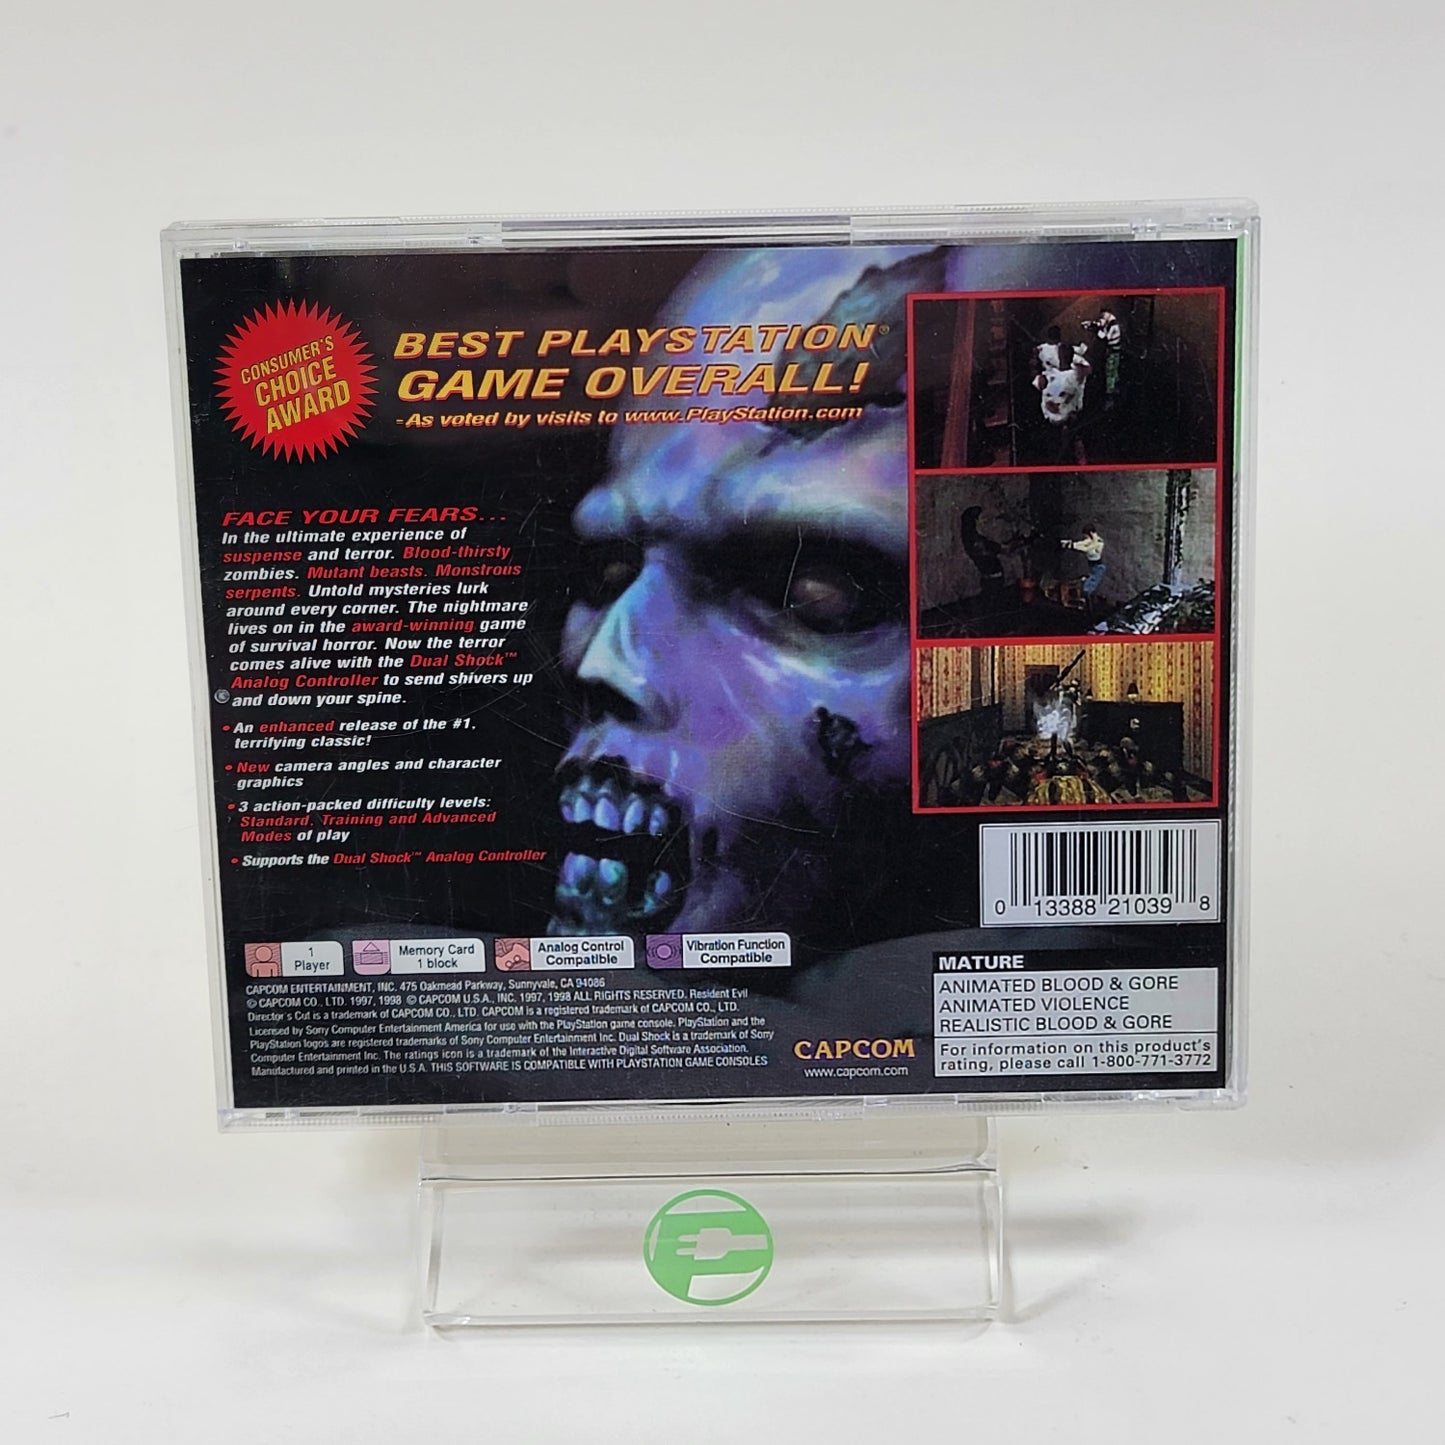 CONSUMER'S
CHOICE
AWARD
BEST PLAYSTATION®
GAME OVERALL!
-As voted by visits to www.PlayStation.com
FACE YOUR FEARS...
In the ultimate experience of
suspense and terror. Blood-thirsty
zombies. Mutant beasts. Monstrous
serpents. Untold mysteries lurk
around every corner. The nightmare
lives on in the award-winning game
of survival horror. Now the terror
comes alive with the Dual Shock™
Analog Controller to send shivers up
and down your spine.
• An enhanced release of the #1,
terrifying classic!
• New camera angles and character
graphics
• 3 action-packed difficulty levels:
Standard, Training and Advanced
Modes of play
• Supports the Dual Shock™ Analog Controller
1
Player
Memory Card
1 block
Analog Control
Compatible
Vibration Function
Compatible
CAPCOM ENTERTAINMENT, INC. 475 Oakmead Parkway, Sunnyvale, CA 94086
© CAPCOM CO., LTD. 1997, 1998 © CAPCOM U.S.A., INC. 1997, 1998 ALL RIGHTS RESERVED. Resident Evil
Director's Cut is a trademark of CAPCOM CO., LTD. CAPCOM is a registered trademark of CAPCOM CO., LTD.
Licensed by Sony Computer Entertainment America for use with the PlayStation game console. PlayStation and the
PlayStation logos are registered trademarks of Sony Computer Entertainment Inc. Dual Shock is a trademark of Sony
Computer Entertainment Inc. The ratings icon is a trademark of the Interactive Digital Software Association.
Manufactured and printed in the U.S.A. THIS SOFTWARE IS COMPATIBLE WITH PLAYSTATION GAME CONSOLES
CAPCOM
www.capcom.com
0 13388 21039 8
MATURE
ANIMATED BLOOD & GORE
ANIMATED VIOLENCE
REALISTIC BLOOD & GORE
For information on this product's
rating, please call 1-800-771-3772